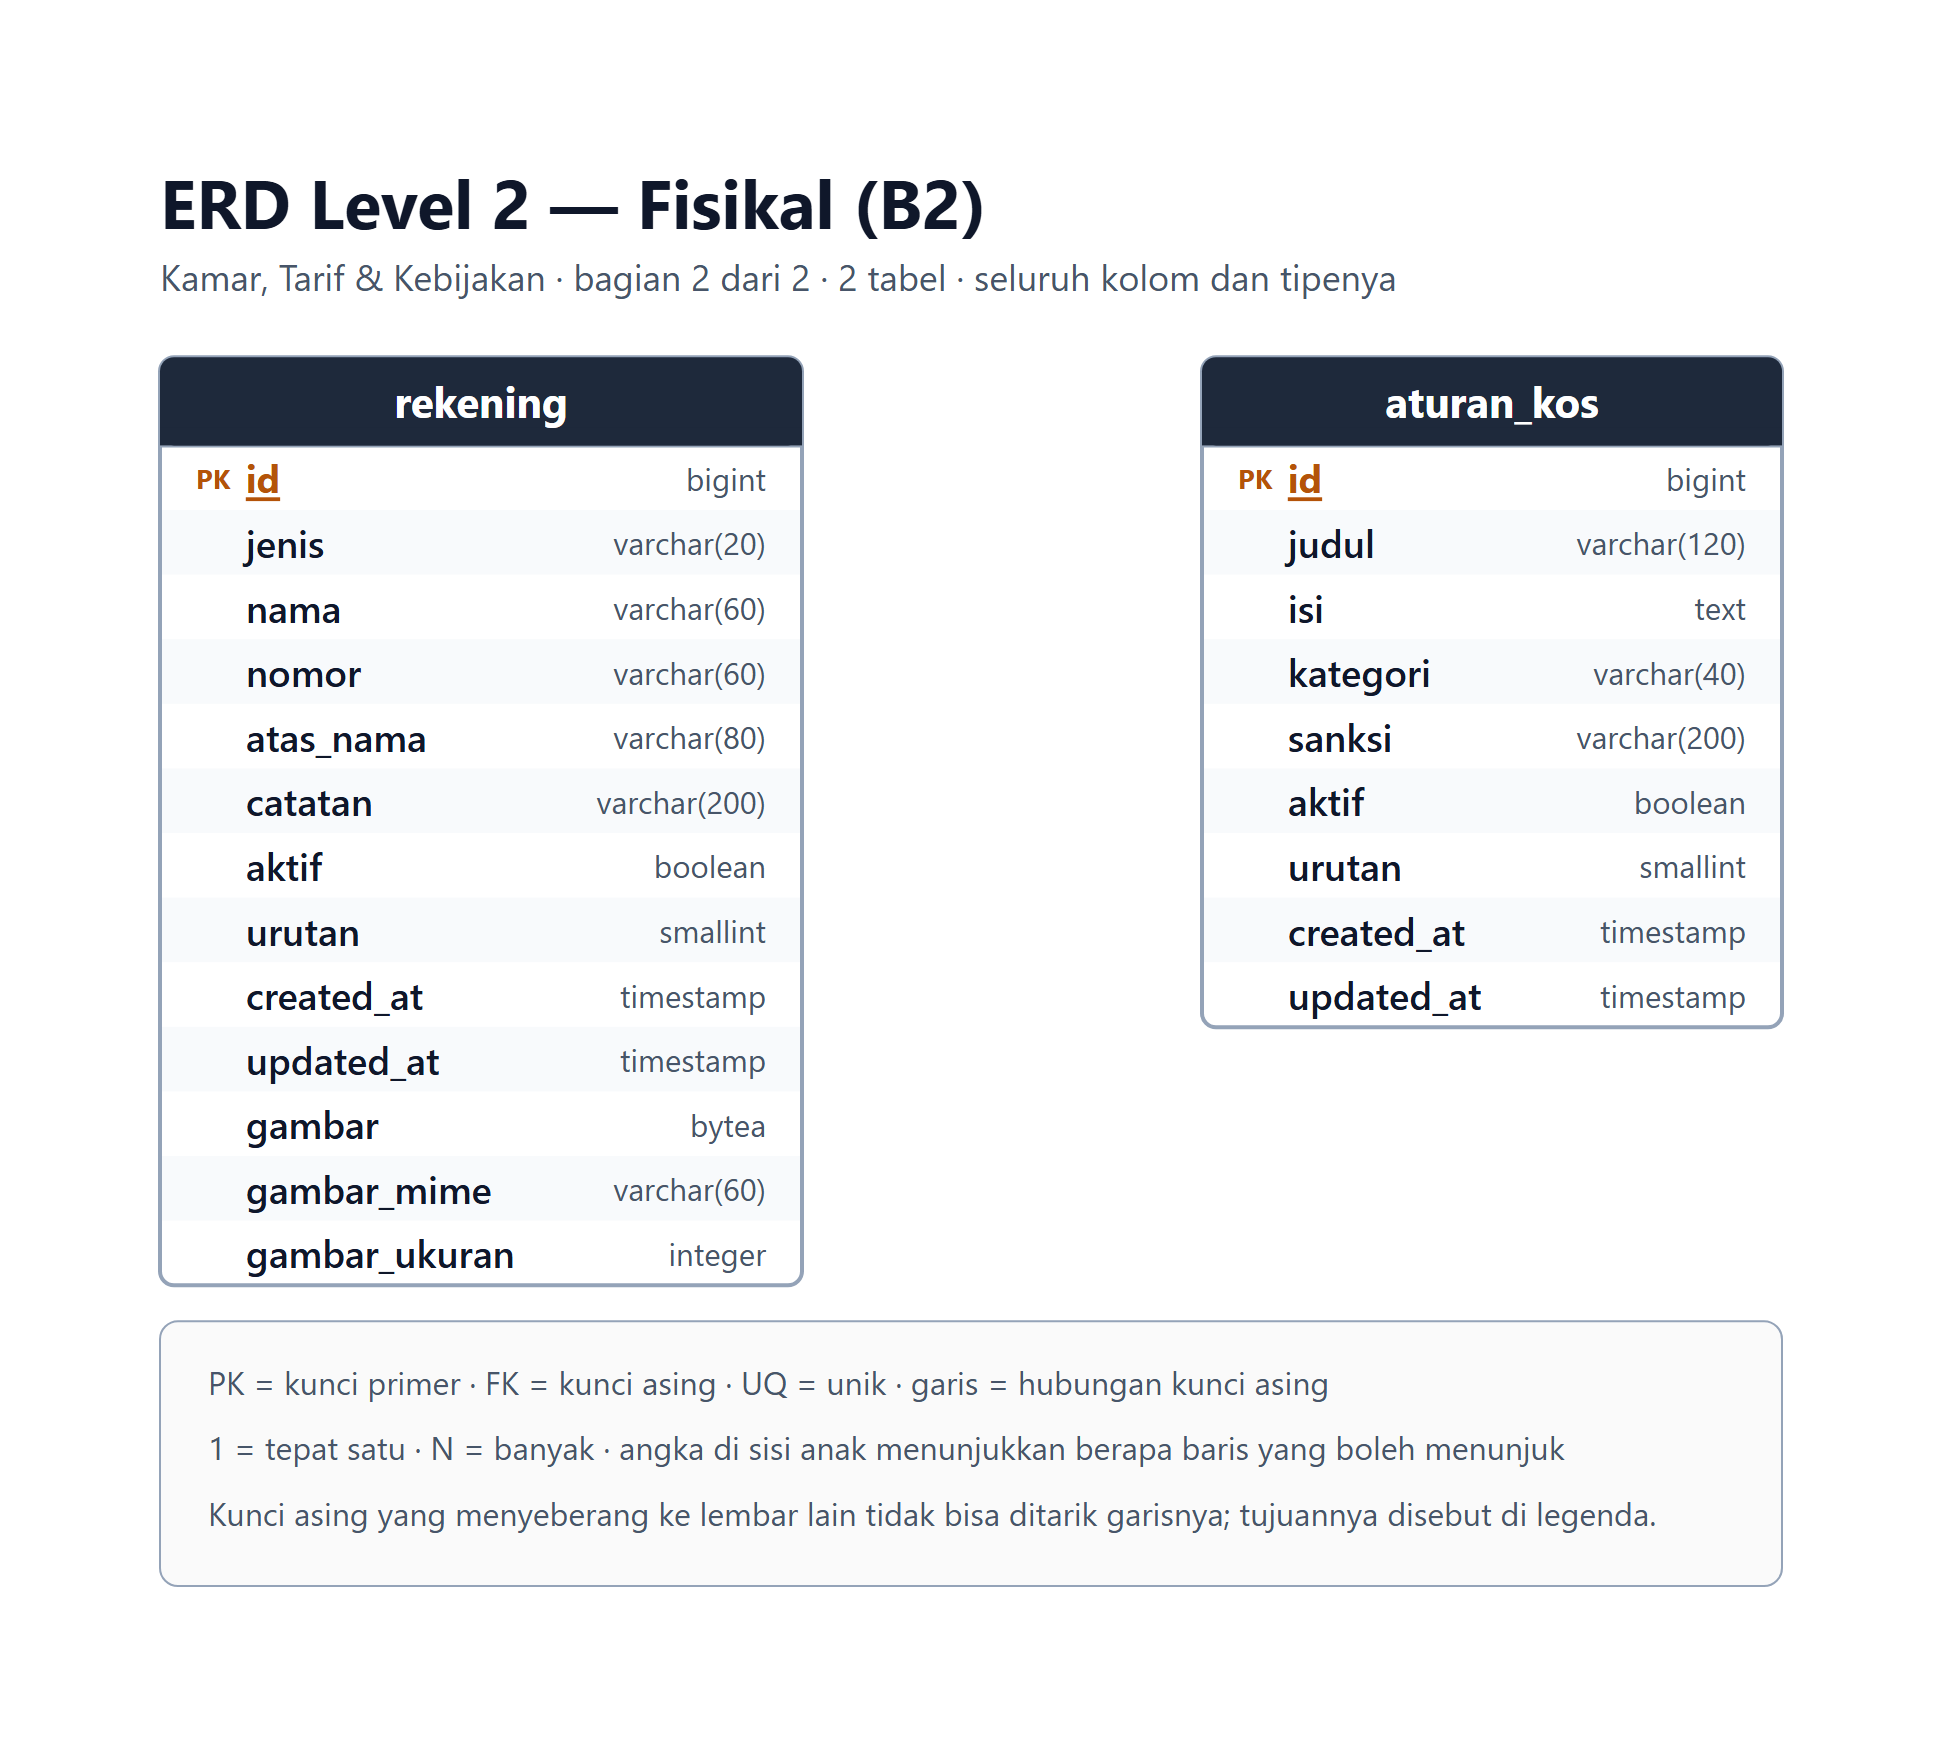 ERD Level 2 — Fisikal (B2)
Kamar, Tarif & Kebijakan · bagian 2 dari 2 · 2 tabel · seluruh kolom dan tipenya
rekening
PK id bigint
jenis varchar(20)
nama varchar(60)
nomor varchar(60)
atas_nama varchar(80)
catatan varchar(200)
aktif boolean
urutan smallint
created_at timestamp
updated_at timestamp
gambar bytea
gambar_mime varchar(60)
gambar_ukuran integer
aturan_kos
PK id bigint
judul varchar(120)
isi text
kategori varchar(40)
sanksi varchar(200)
aktif boolean
urutan smallint
created_at timestamp
updated_at timestamp
PK = kunci primer · FK = kunci asing · UQ = unik · garis = hubungan kunci asing
1 = tepat satu · N = banyak · angka di sisi anak menunjukkan berapa baris yang boleh menunjuk
Kunci asing yang menyeberang ke lembar lain tidak bisa ditarik garisnya; tujuannya disebut di legenda.